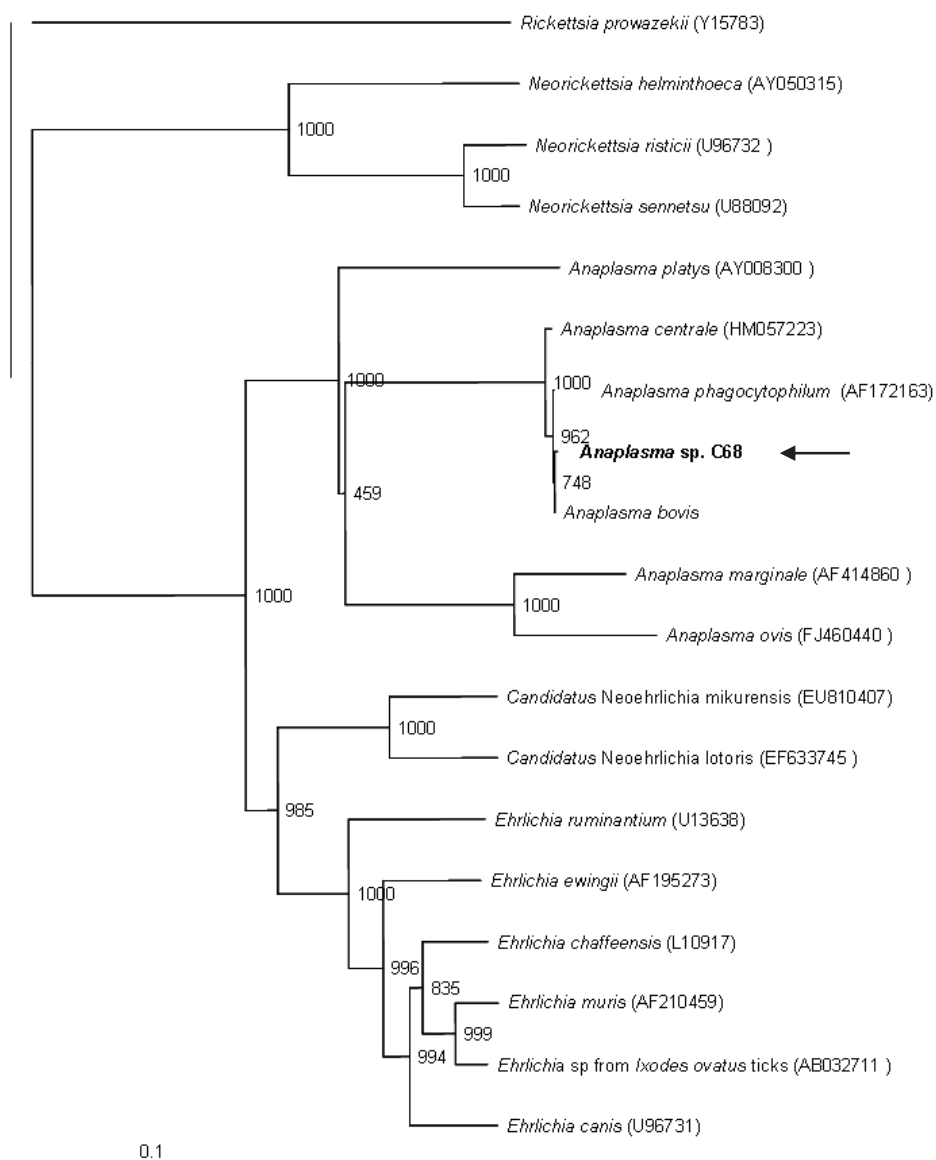 Rickettsia prowazekii (Y15783)
Neorickettsia helminthoeca (AY050315)
1000
Neorickettsia risticii (U96732 )
1000
Neorickettsia sennetsu (U88092)
Anaplasma platys (AY008300 )
Anaplasma centrale (HM057223)
1000
1000
Anaplasma phagocytophilum (AF172163)
962
Anaplasma sp. C68
748
459
Anaplasma bovis
Anaplasma marginale (AF414860 )
1000
1000
Anaplasma ovis (FJ460440 )
Candidatus Neoehrlichia mikurensis (EU810407)
1000
Candidatus Neoehrlichia lotoris (EF633745 )
985
Ehrlichia ruminantium (U13638)
Ehrlichia ewingii (AF195273)
1000
Ehrlichia chaffeensis (L10917)
996
835
Ehrlichia muris (AF210459)
999
994
Ehrlichia sp from Ixodes ovatus ticks (AB032711 )
Ehrlichia canis (U96731)
0.1